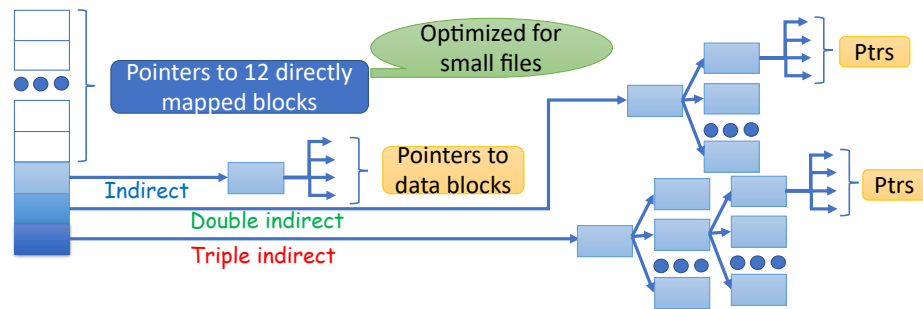 Optimized for
small files
Pointers to 12 directly
mapped blocks
Ptrs
Pointers to
data blocks
Indirect
Ptrs
Double indirect
Triple indirect